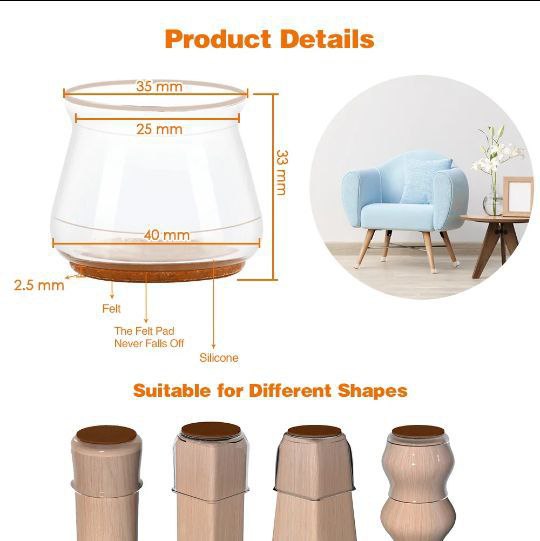 Product Details
35 mm
25 mm
33 mm
40 mm
2.5 mm
Felt
The Felt Pad
Never Falls Off
Silicone
Suitable for Different Shapes